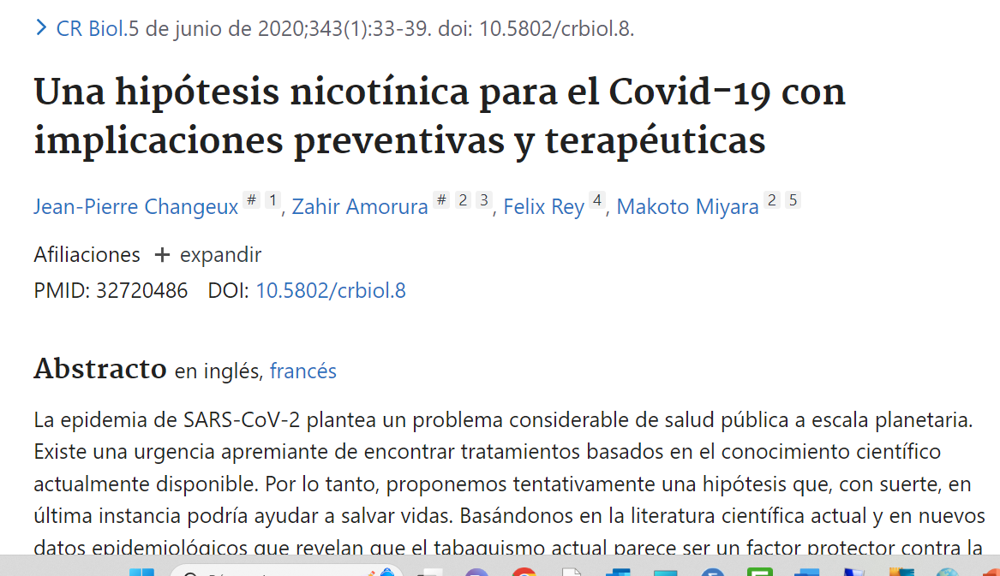 CR Biol.5 de junio de 2020;343(1):33-39. doi: 10.5802/crbiol.8.
Una hipótesis nicotínica para el Covid-19 con
implicaciones preventivas y terapéuticas
Jean-Pierre Changeux # 1, Zahir Amorura # 2 3, Felix Rey 4, Makoto Miyara 2 5
Afiliaciones + expandir
PMID: 32720486 DOI: 10.5802/crbiol.8
Abstracto en inglés, francés
La epidemia de SARS-CoV-2 plantea un problema considerable de salud pública a escala planetaria.
Existe una urgencia apremiante de encontrar tratamientos basados en el conocimiento científico
actualmente disponible. Por lo tanto, proponemos tentativamente una hipótesis que, con suerte, en
última instancia podría ayudar a salvar vidas. Basándonos en la literatura científica actual y en nuevos
datos epidemiológicos que revelan que el tabaquismo actual parece ser un factor protector contra la